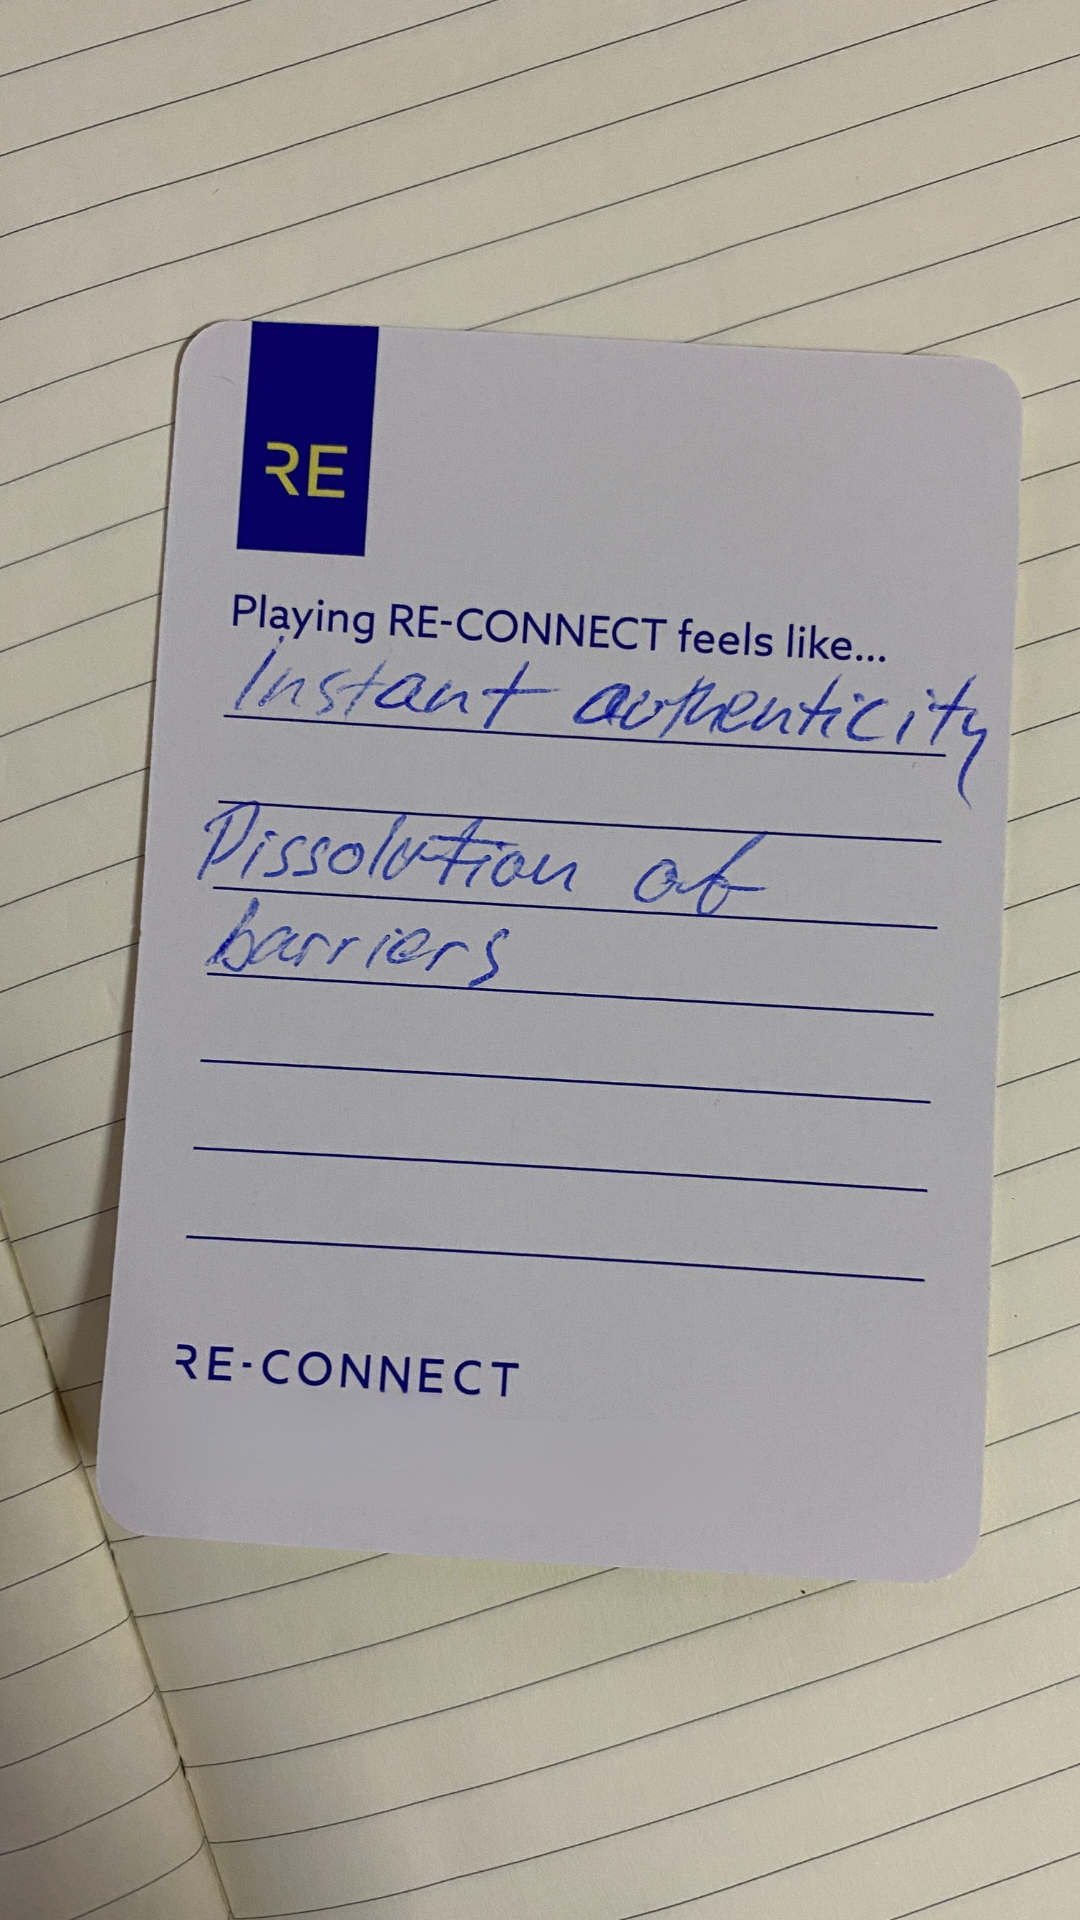 RE
Playing RE-CONNECT feels like...
Instant authenticity
Dissolution of
barriers
RE-CONNECT